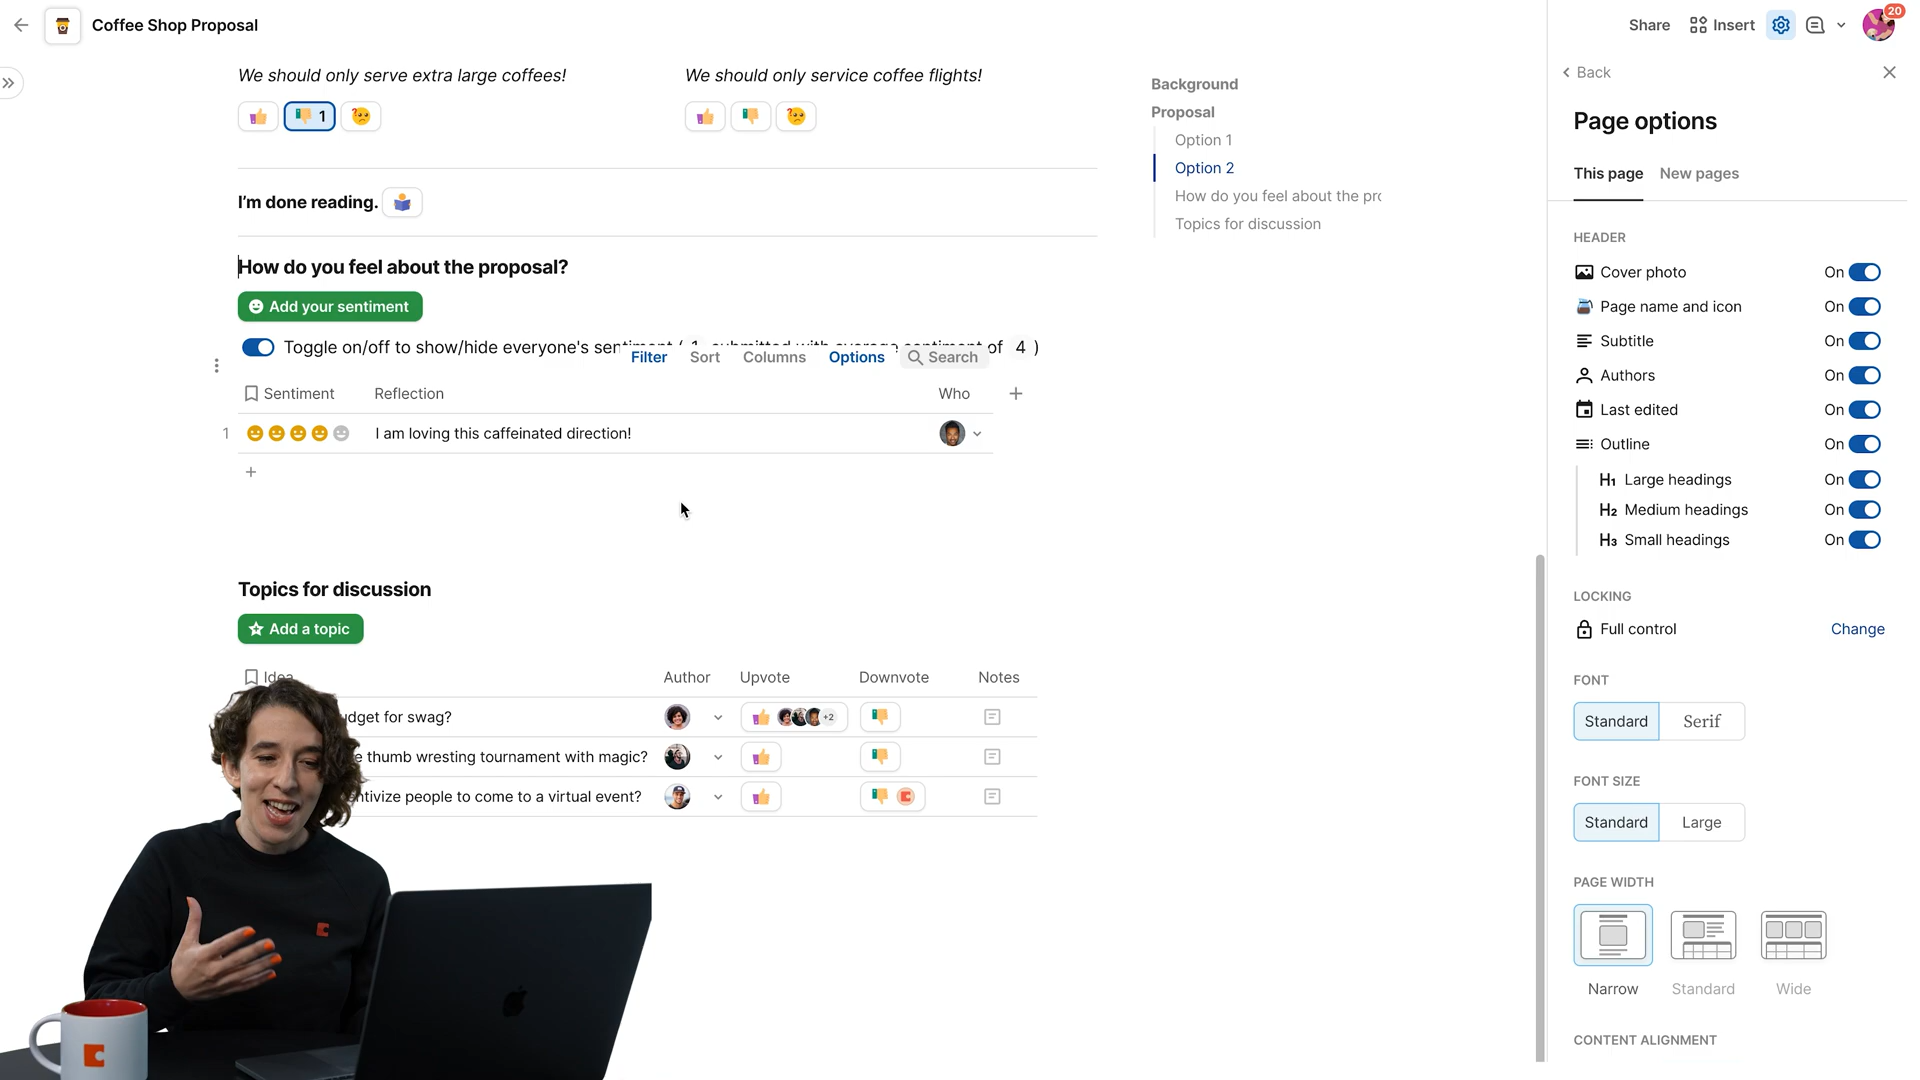 Coffee Shop Proposal
Share
Insert
20
We should only serve extra large coffees!
We should only service coffee flights!
1
I'm done reading.
How do you feel about the proposal?
Add your sentiment
Toggle on/off to show/hide everyone's sentiment ( 1 submitted with average sentiment of 4 )
Filter
Sort
Columns
Options
Search
Sentiment
Reflection
Who
1
I am loving this caffeinated direction!
Topics for discussion
Add a topic
Idea
Author
Upvote
Downvote
Notes
for swag?
+2
thumb wresting tournament with magic?
people to come to a virtual event?
Background
Proposal
Option 1
Option 2
How do you feel about the
Topics for discussion
Back
Page options
This page
New pages
HEADER
Cover photo
On
Page name and icon
On
Subtitle
On
Authors
On
Last edited
On
Outline
On
H1 Large headings
On
H2 Medium headings
On
H3 Small headings
On
LOCKING
Full control
Change
FONT
Standard
Serif
FONT SIZE
Standard
Large
PAGE WIDTH
Narrow
Standard
Wide
CONTENT ALIGNMENT